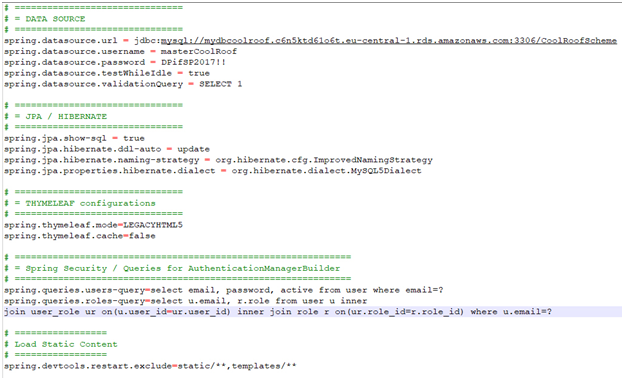 # ===============================
# = DATA SOURCE
# ===============================
spring.datasource.url = jdbc:mysql://mydbcoolroof.c6n5ktd61o6t.eu-central-1.rds.amazonaws.com:3306/CoolRoofScheme
spring.datasource.username = masterCoolRoof
spring.datasource.password = DPifSP2017!!
spring.datasource.testWhileIdle = true
spring.datasource.validationQuery = SELECT 1
# ===============================
# = JPA / HIBERNATE
# ===============================
spring.jpa.show-sql = true
spring.jpa.hibernate.ddl-auto = update
spring.jpa.hibernate.naming-strategy = org.hibernate.cfg.ImprovedNamingStrategy
spring.jpa.properties.hibernate.dialect = org.hibernate.dialect.MySQL5Dialect
# ===============================
# = THYMELEAF configurations
# ===============================
spring.thymeleaf.mode=LEGACYHTML5
spring.thymeleaf.cache=false
# ==============================================================
# = Spring Security / Queries for AuthenticationManagerBuilder
# ==============================================================
spring.queries.users-query=select email, password, active from user where email=?
spring.queries.roles-query=select u.email, r.role from user u inner
join user_role ur on(u.user_id=ur.user_id) inner join role r on(ur.role_id=r.role_id) where u.email=?
# ==================
# Load Static Content
# ==================
spring.devtools.restart.exclude=static/**,templates/**